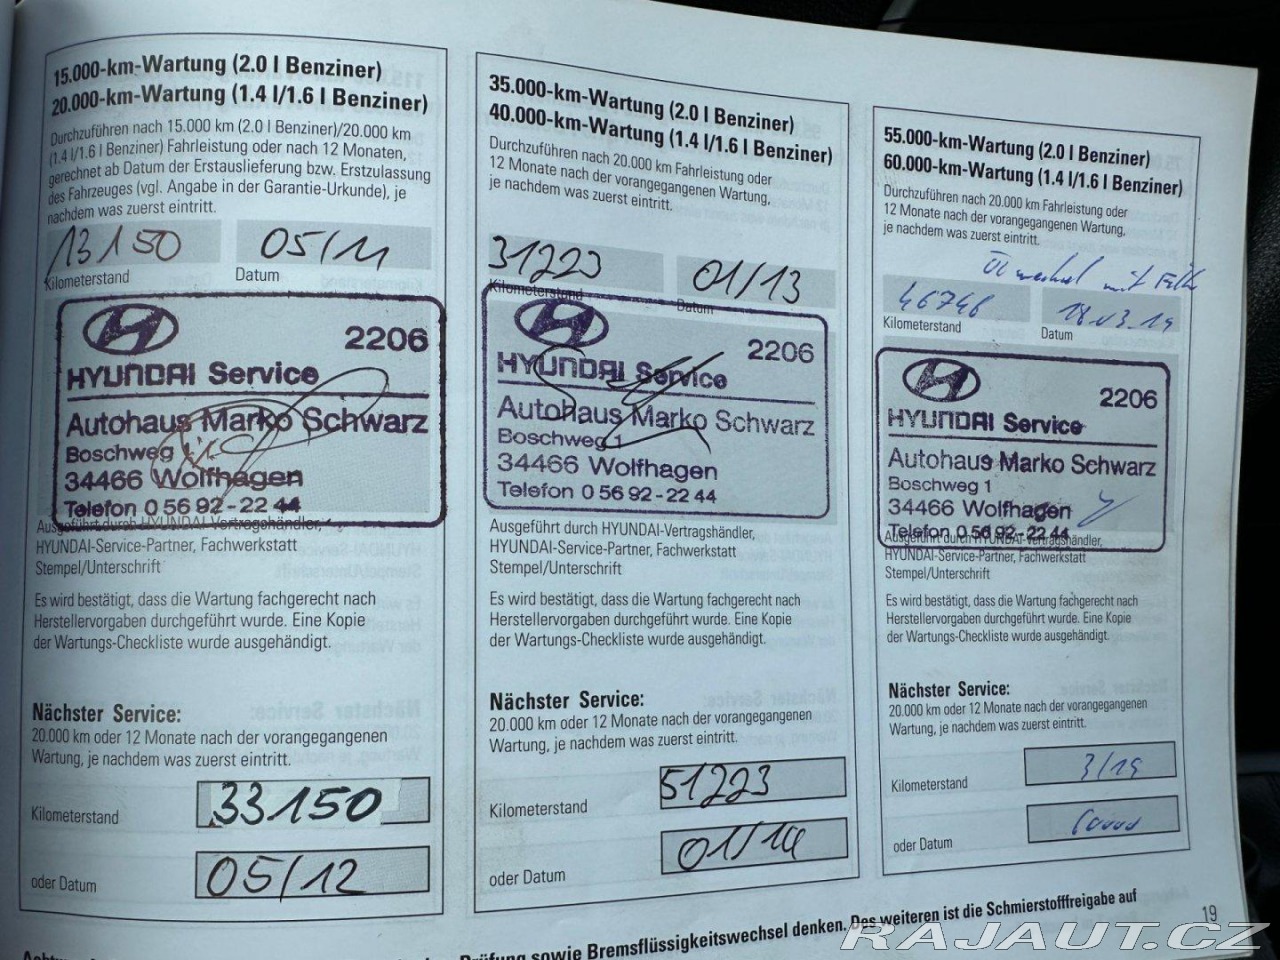 15.000-km-Wartung (2.0 l Benziner)
20.000-km-Wartung (1.4 l/1.6 l Benziner)
Durchzuführen nach 15.000 km (2.0 l Benziner)/20.000 km
(1.4 l/1.6 l Benziner) Fahrleistung oder nach 12 Monaten,
gerechnet ab Datum der Erstauslieferung bzw. Erstzulassung
des Fahrzeuges (vgl. Angabe in der Garantie-Urkunde), je
nachdem was zuerst eintritt.
13150 05/11
Kilometerstand Datum
2206
HYUNDAI Service
Autohaus Marko Schwarz
Boschweg
34466 Wolfhagen
Telefon 0 56 92-22 44
Ausgeführt durch HYUNDAI-Vertragshändler,
HYUNDAI-Service-Partner, Fachwerkstatt
Stempel/Unterschrift
Es wird bestätigt, dass die Wartung fachgerecht nach
Herstellervorgaben durchgeführt wurde. Eine Kopie
der Wartungs-Checkliste wurde ausgehändigt.
Nächster Service:
20.000 km oder 12 Monate nach der vorangegangenen
Wartung, je nachdem was zuerst eintritt.
Kilometerstand 33150
oder Datum 05/12
35.000-km-Wartung (2.0 l Benziner)
40.000-km-Wartung (1.4 l/1.6 l Benziner)
Durchzuführen nach 20.000 km Fahrleistung oder
12 Monate nach der vorangegangenen Wartung,
je nachdem was zuerst eintritt.
31223 01/13
Kilometerstand Datum
2206
HYUNDAI Service
Autohaus Marko Schwarz
Boschweg 1
34466 Wolfhagen
Telefon 0 56 92-22 44
Ausgeführt durch HYUNDAI-Vertragshändler,
HYUNDAI-Service-Partner, Fachwerkstatt
Stempel/Unterschrift
Es wird bestätigt, dass die Wartung fachgerecht nach
Herstellervorgaben durchgeführt wurde. Eine Kopie
der Wartungs-Checkliste wurde ausgehändigt.
Nächster Service:
20.000 km oder 12 Monate nach der vorangegangenen
Wartung, je nachdem was zuerst eintritt.
Kilometerstand 51223
oder Datum 01/14
55.000-km-Wartung (2.0 l Benziner)
60.000-km-Wartung (1.4 l/1.6 l Benziner)
Durchzuführen nach 20.000 km Fahrleistung oder
12 Monate nach der vorangegangenen Wartung,
je nachdem was zuerst eintritt.
Ölwechsel mit Filter
46746
Kilometerstand Datum
2206
HYUNDAI Service
Autohaus Marko Schwarz
Boschweg 1
34466 Wolfhagen
Telefon 0 56 92-22 44
Ausgeführt durch HYUNDAI-Vertragshändler,
HYUNDAI-Service-Partner, Fachwerkstatt
Stempel/Unterschrift
Es wird bestätigt, dass die Wartung fachgerecht nach
Herstellervorgaben durchgeführt wurde. Eine Kopie
der Wartungs-Checkliste wurde ausgehändigt.
Nächster Service:
20.000 km oder 12 Monate nach der vorangegangenen
Wartung, je nachdem was zuerst eintritt.
Kilometerstand
oder Datum
Prüfung sowie Bremsflüssigkeitswechsel denken. Des weiteren ist die Schmierstofffreigabe auf
19
RAJAUT.CZ